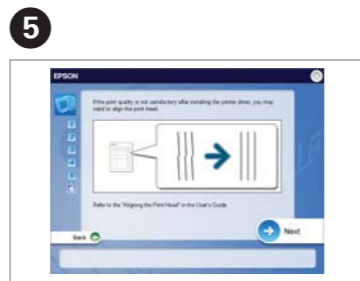 5
EPSON
If the print quality is not satisfactory after installing the printer driver, you may
need to align the print head.
Refer to the "Aligning the Print Head" in the User's Guide.
Back
Next